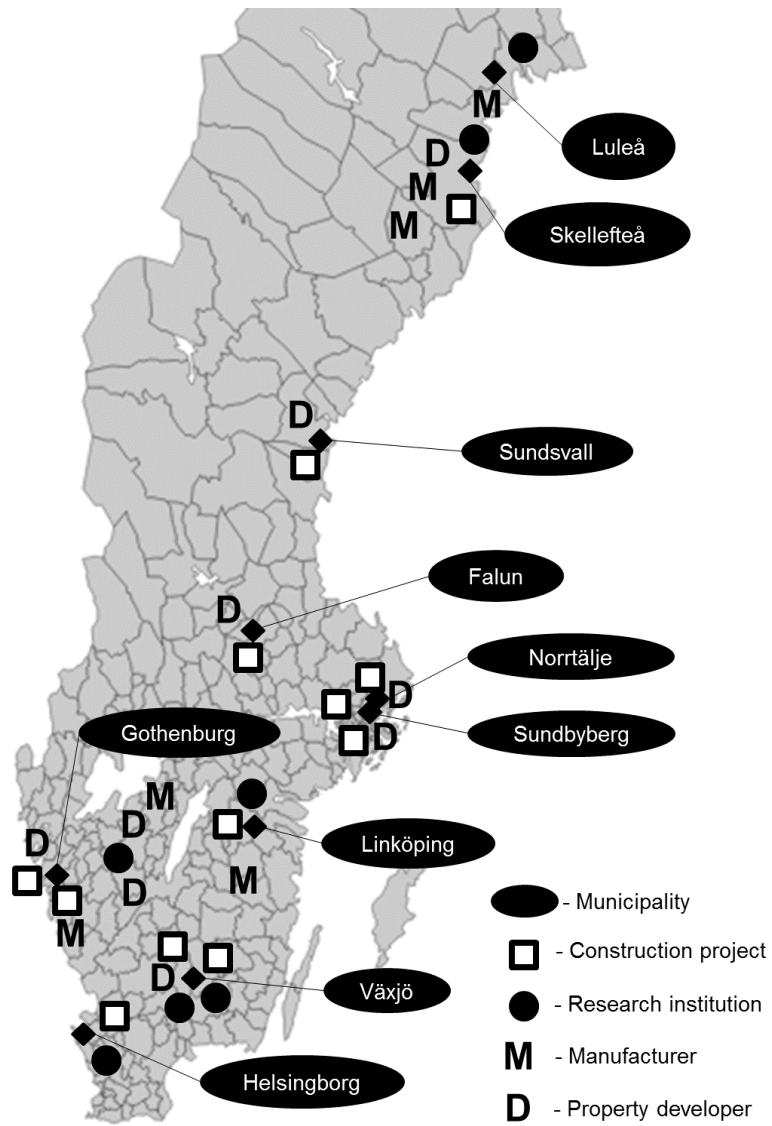 M
Luleå
D
M
Skellefteå
M
D
Sundsvall
Falun
D
Norrtälje
D
Gothenburg
Sundbyberg
D
M
D
D
Linköping
M
D
- Municipality
M
- Construction project
D
Växjö
- Research institution
M - Manufacturer
Helsingborg
D - Property developer